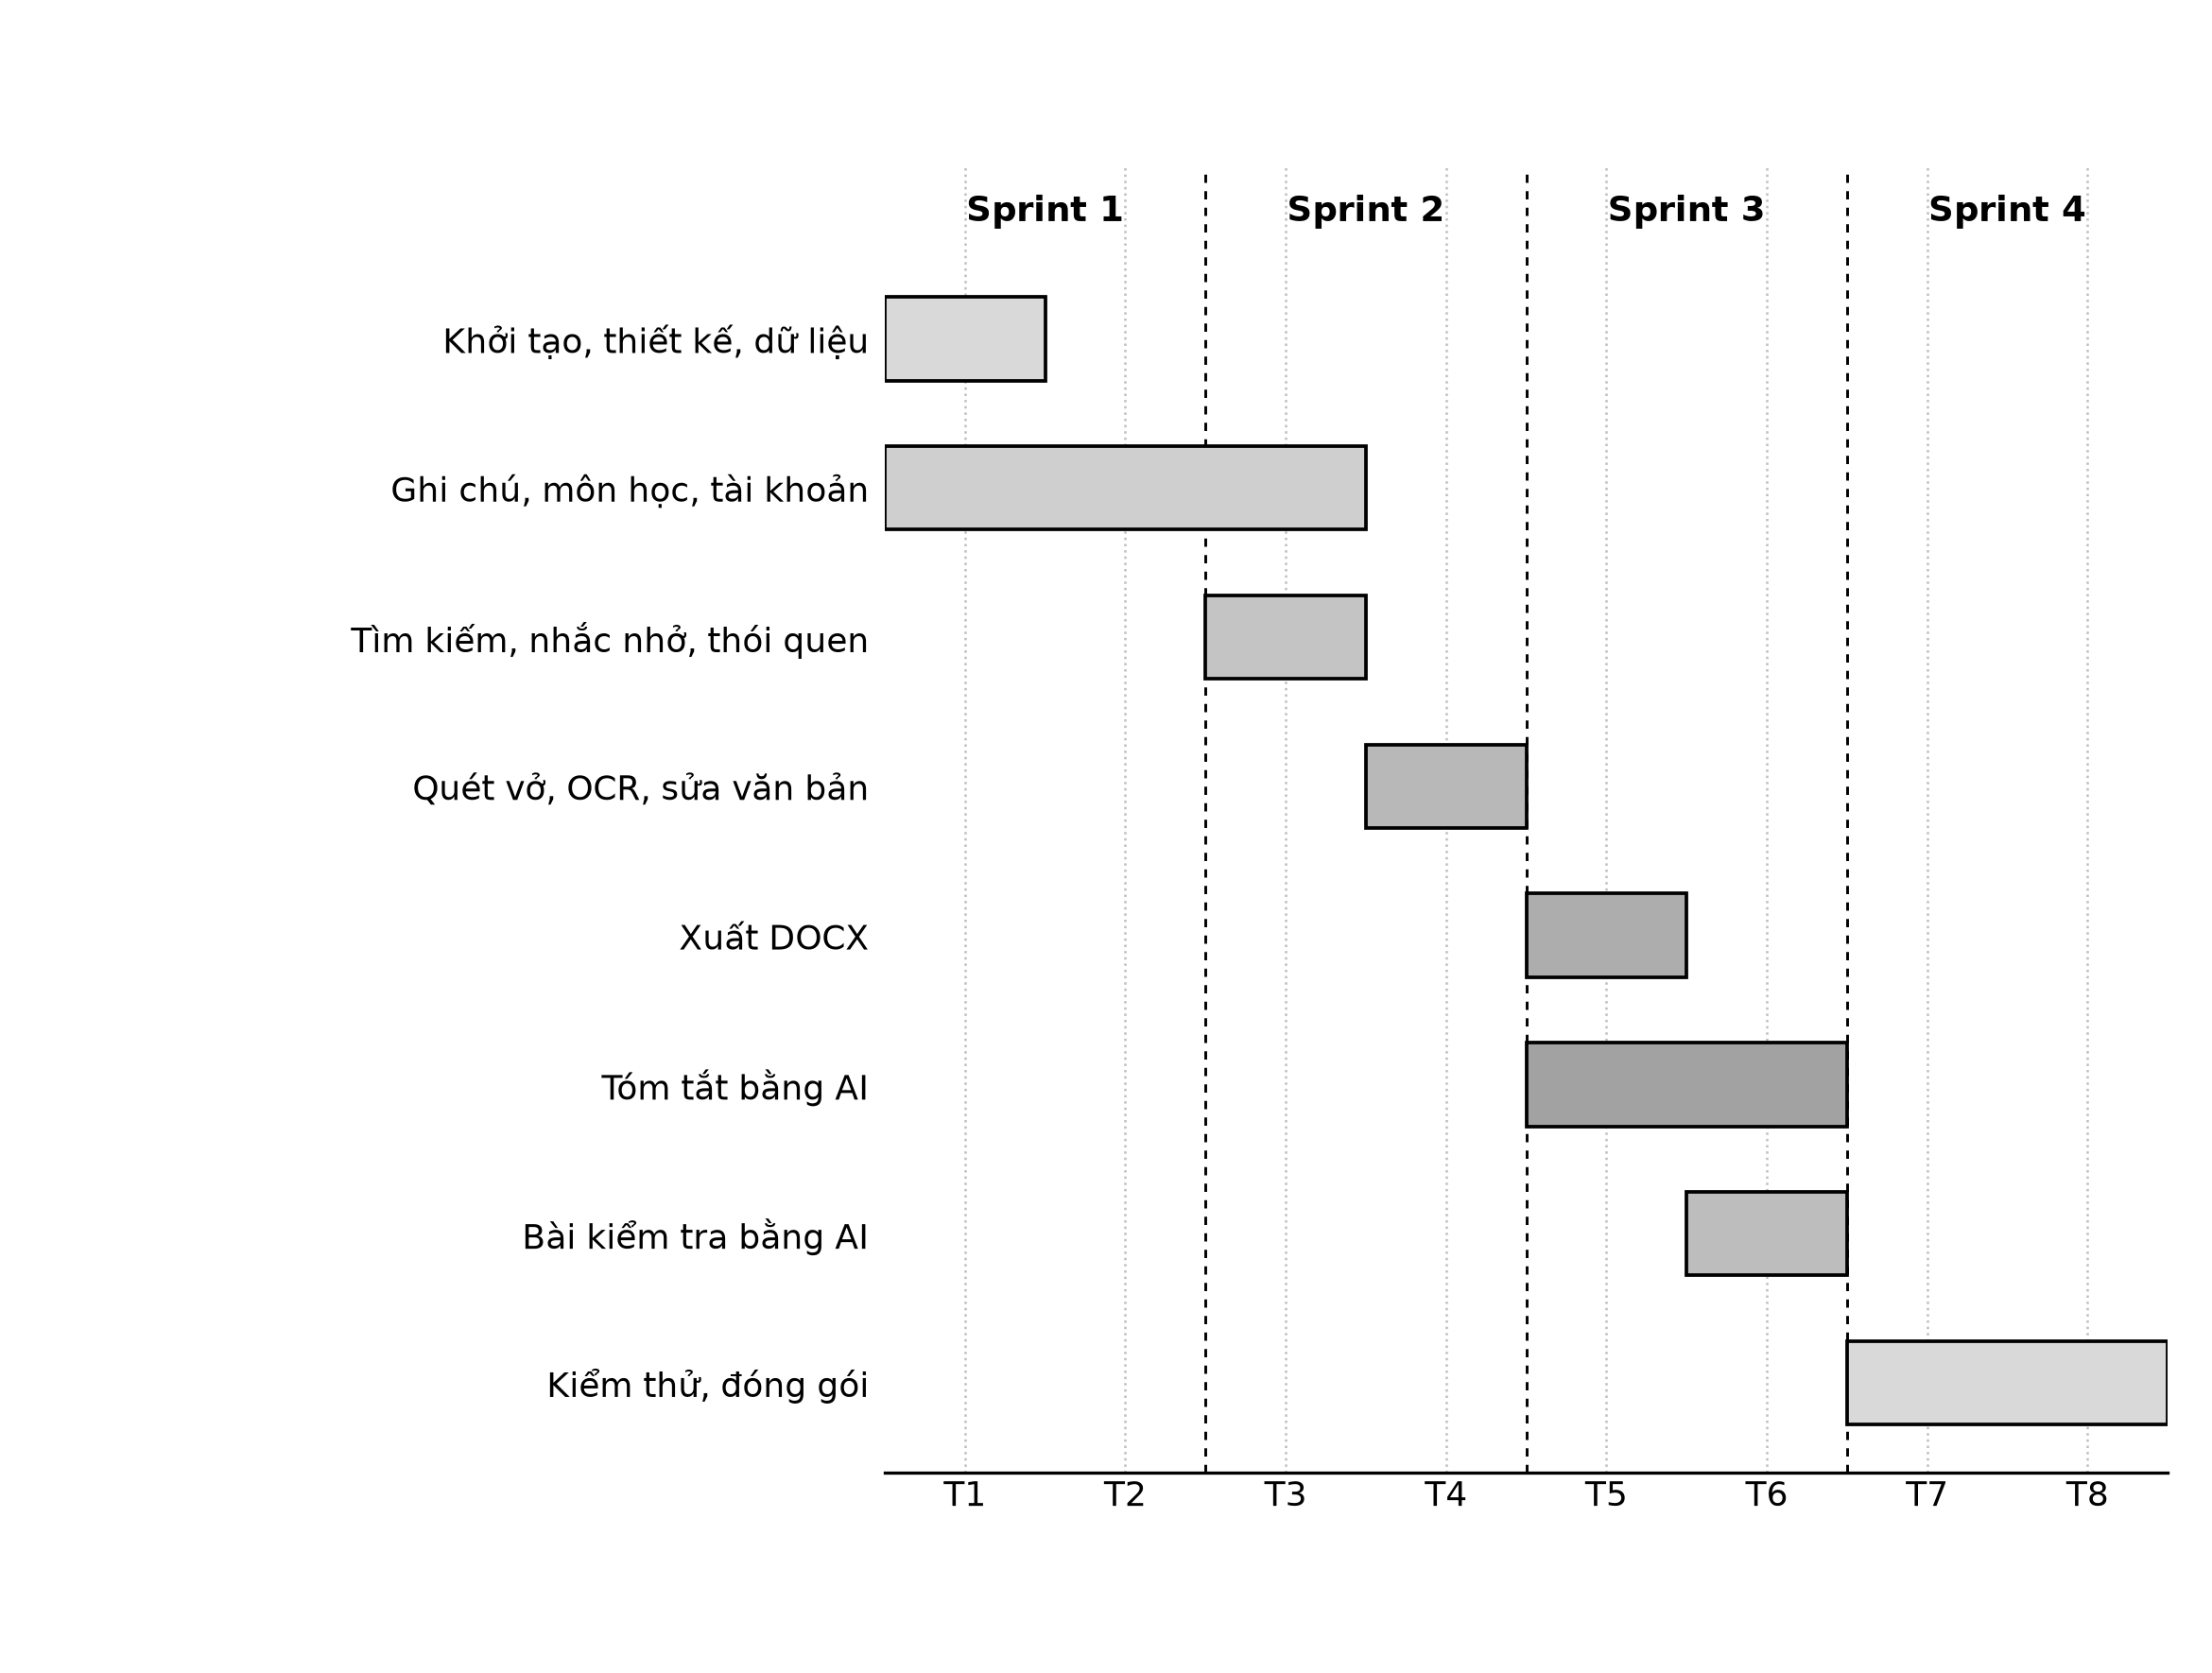 Sprint 1 Sprint 2 Sprint 3 Sprint 4
Khởi tạo, thiết kế, dữ liệu
Ghi chú, môn học, tài khoản
Tìm kiếm, nhắc nhở, thói quen
Quét vở, OCR, sửa văn bản
Xuất DOCX
Tóm tắt bằng AI
Bài kiểm tra bằng AI
Kiểm thử, đóng gói
T1 T2 T3 T4 T5 T6 T7 T8